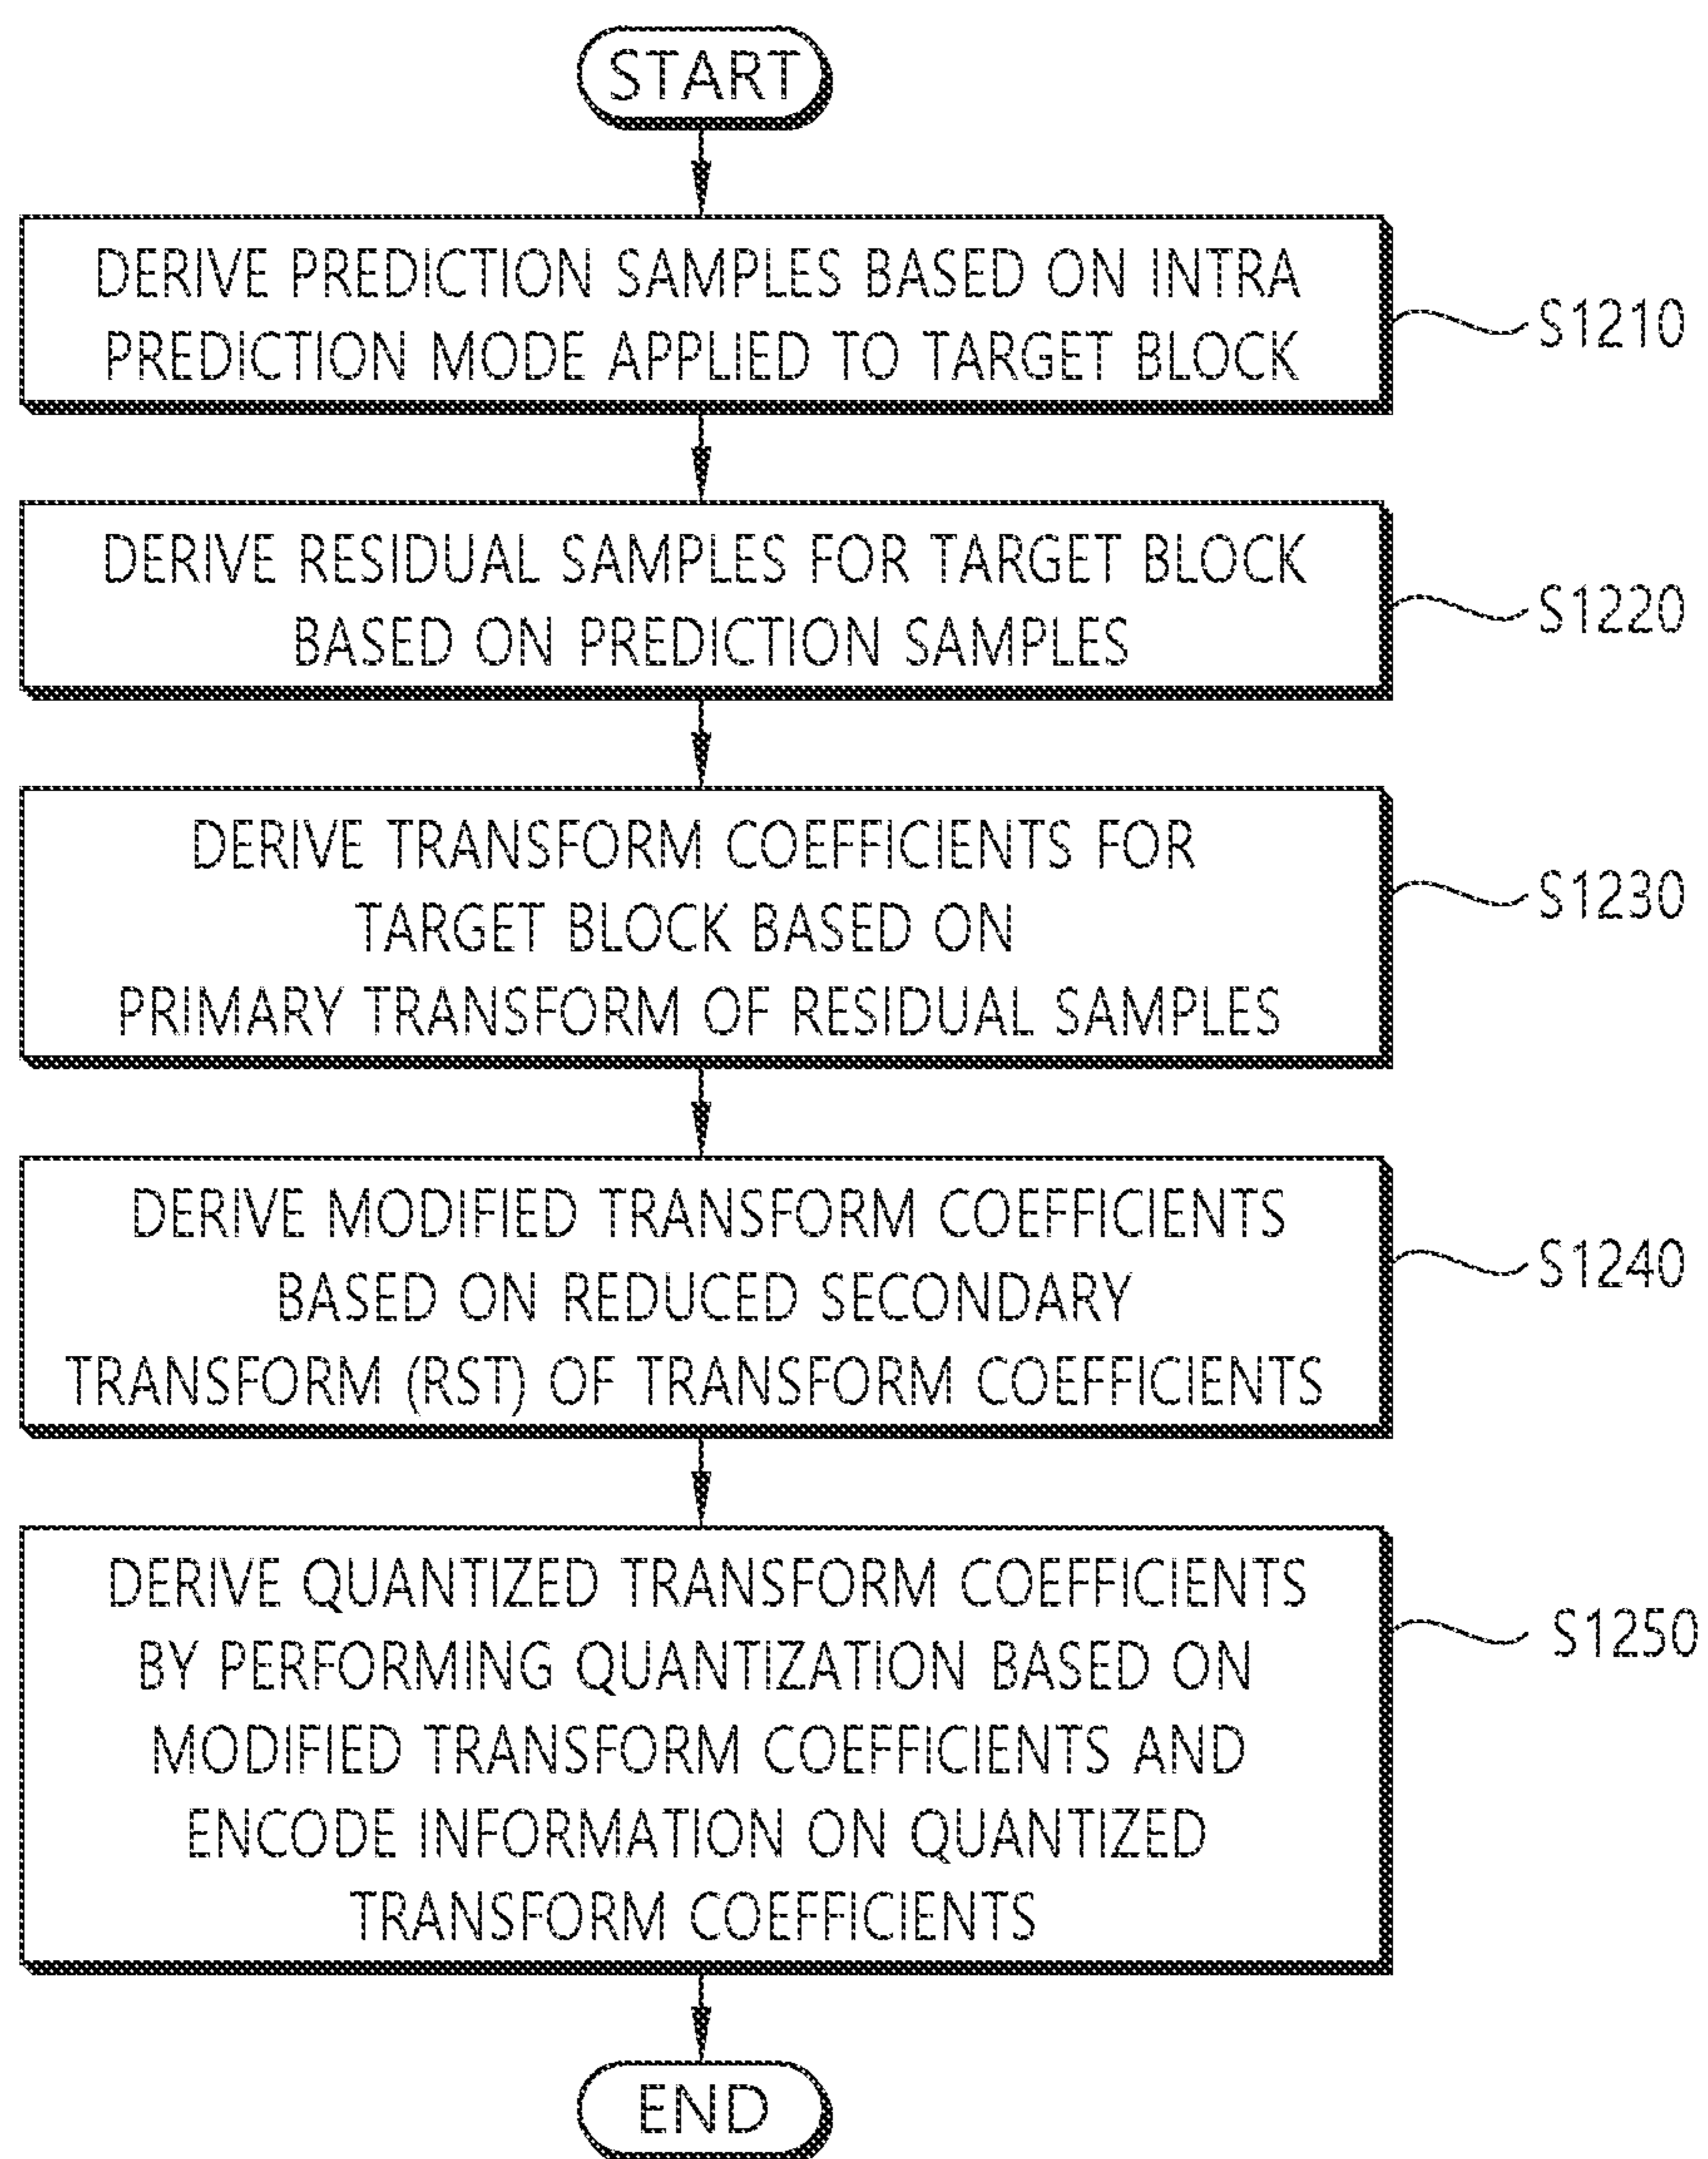 START
DERIVE PREDICTION SAMPLES BASED ON INTRA
PREDICTION MODE APPLIED TO TARGET BLOCK
S1210
DERIVE RESIDUAL SAMPLES FOR TARGET BLOCK
BASED ON PREDICTION SAMPLES
S1220
DERIVE TRANSFORM COEFFICIENTS FOR
TARGET BLOCK BASED ON
PRIMARY TRANSFORM OF RESIDUAL SAMPLES
S1230
DERIVE MODIFIED TRANSFORM COEFFICIENTS
BASED ON REDUCED SECONDARY
TRANSFORM (RST) OF TRANSFORM COEFFICIENTS
S1240
DERIVE QUANTIZED TRANSFORM COEFFICIENTS
BY PERFORMING QUANTIZATION BASED ON
MODIFIED TRANSFORM COEFFICIENTS AND
ENCODE INFORMATION ON QUANTIZED
TRANSFORM COEFFICIENTS
S1250
END